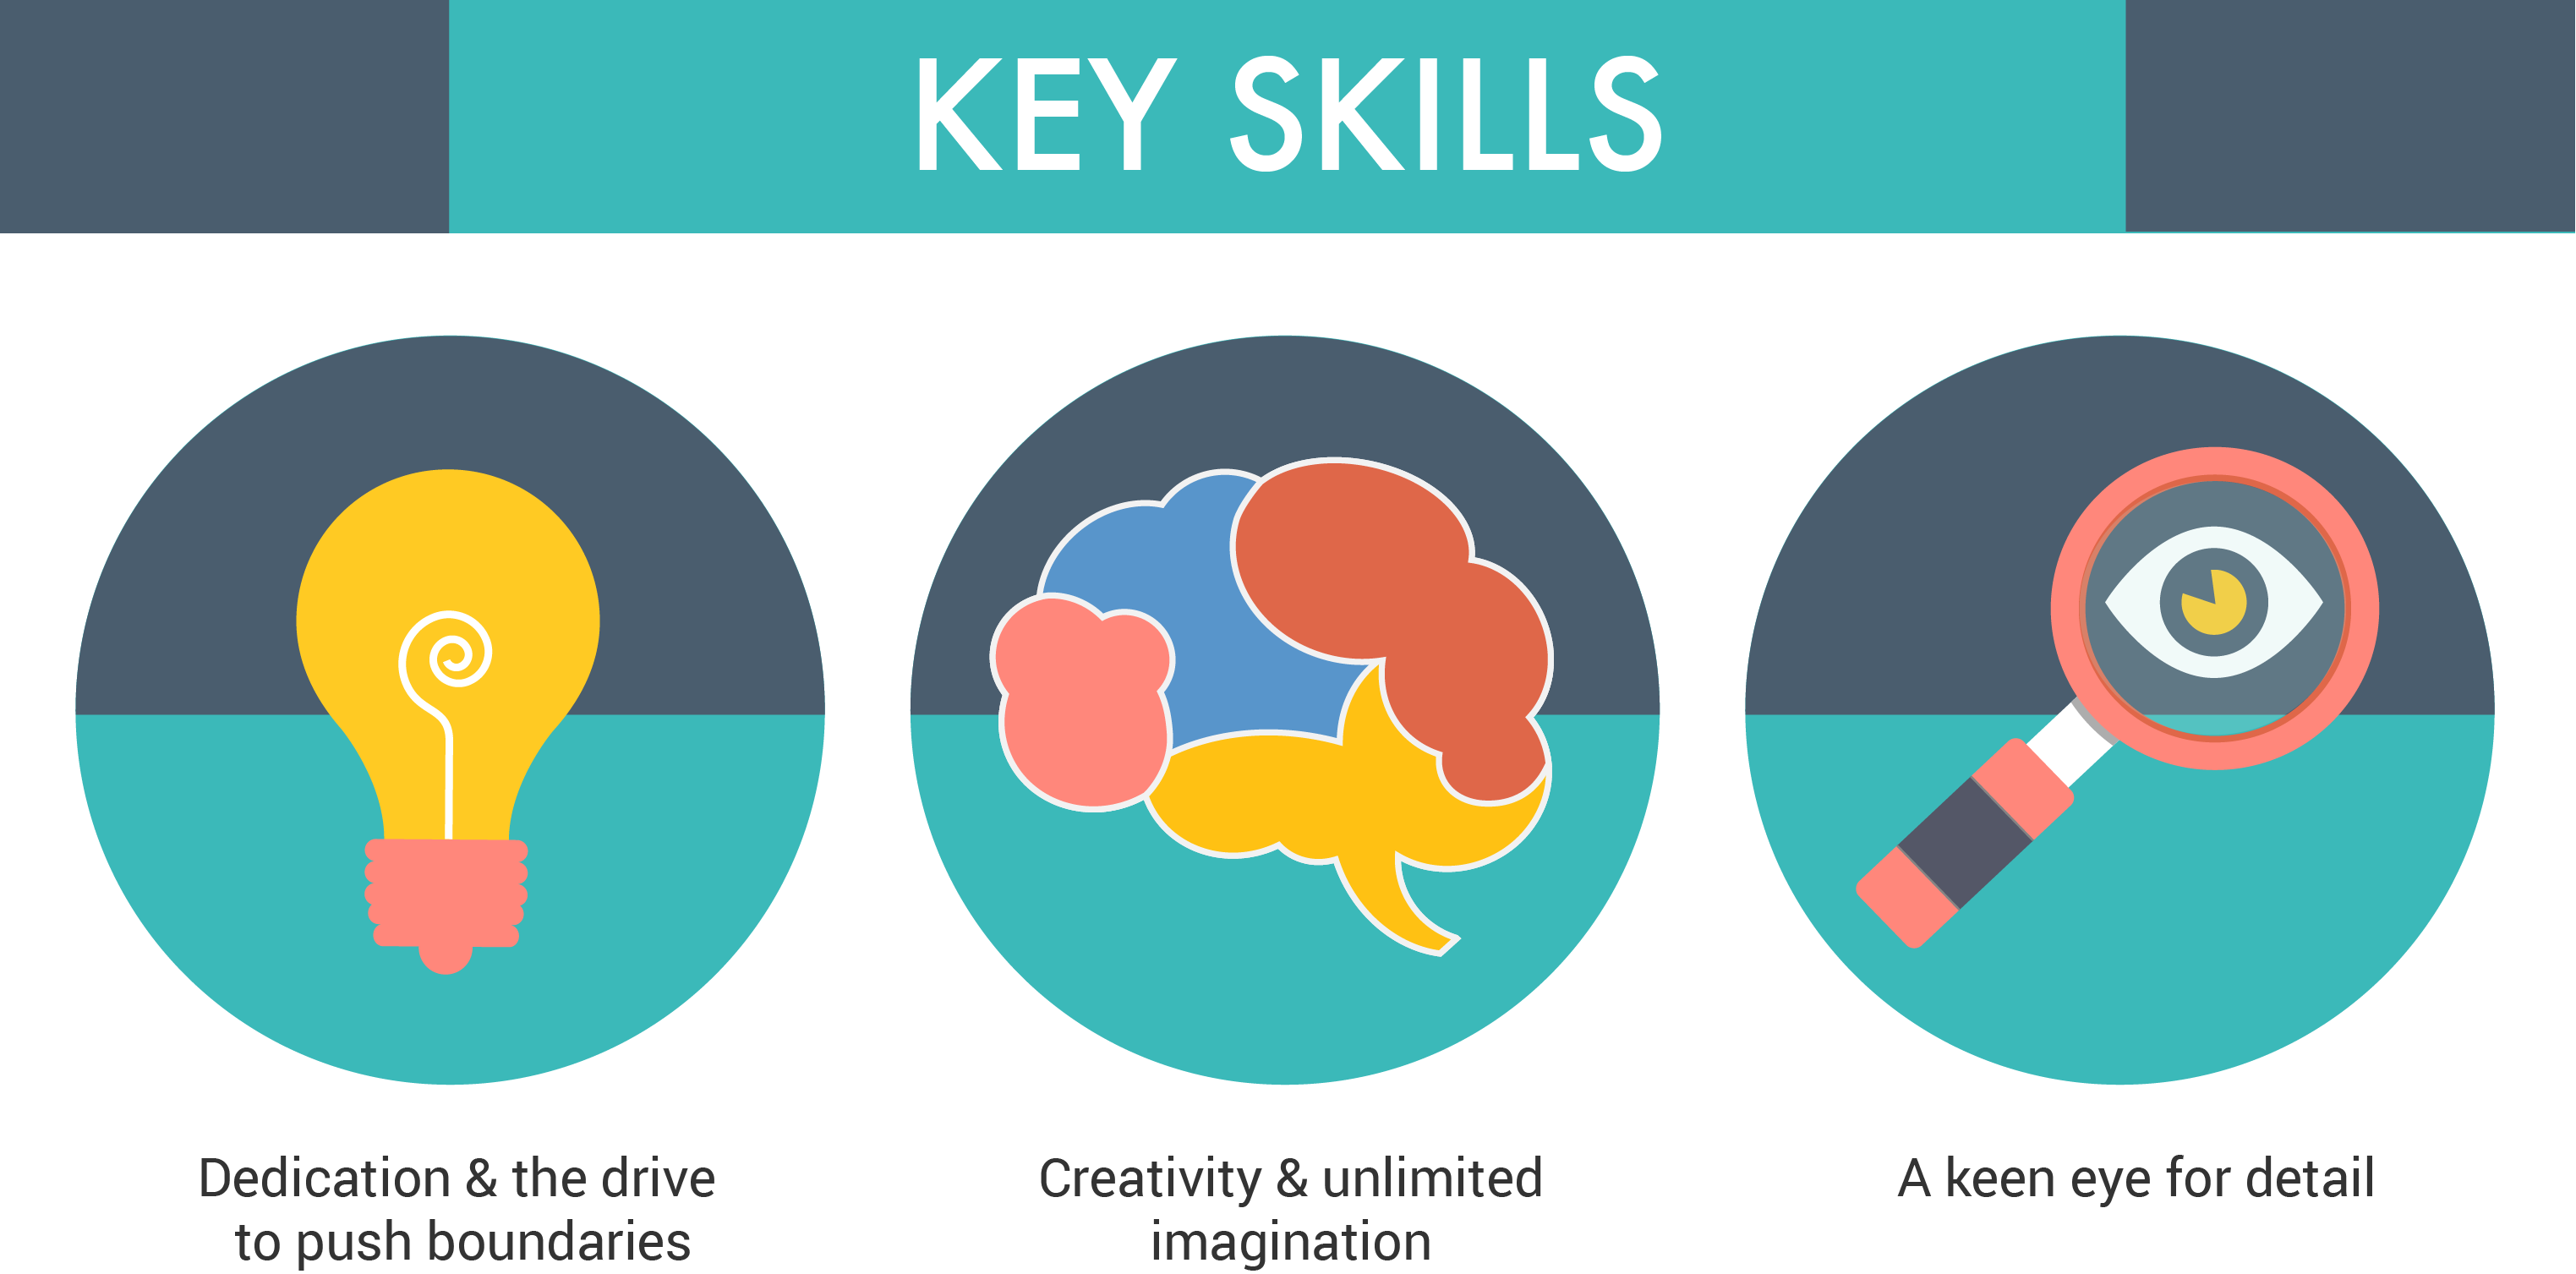 KEY SKILLS
Dedication & the drive
to push boundaries
Creativity & unlimited
imagination
A keen eye for detail